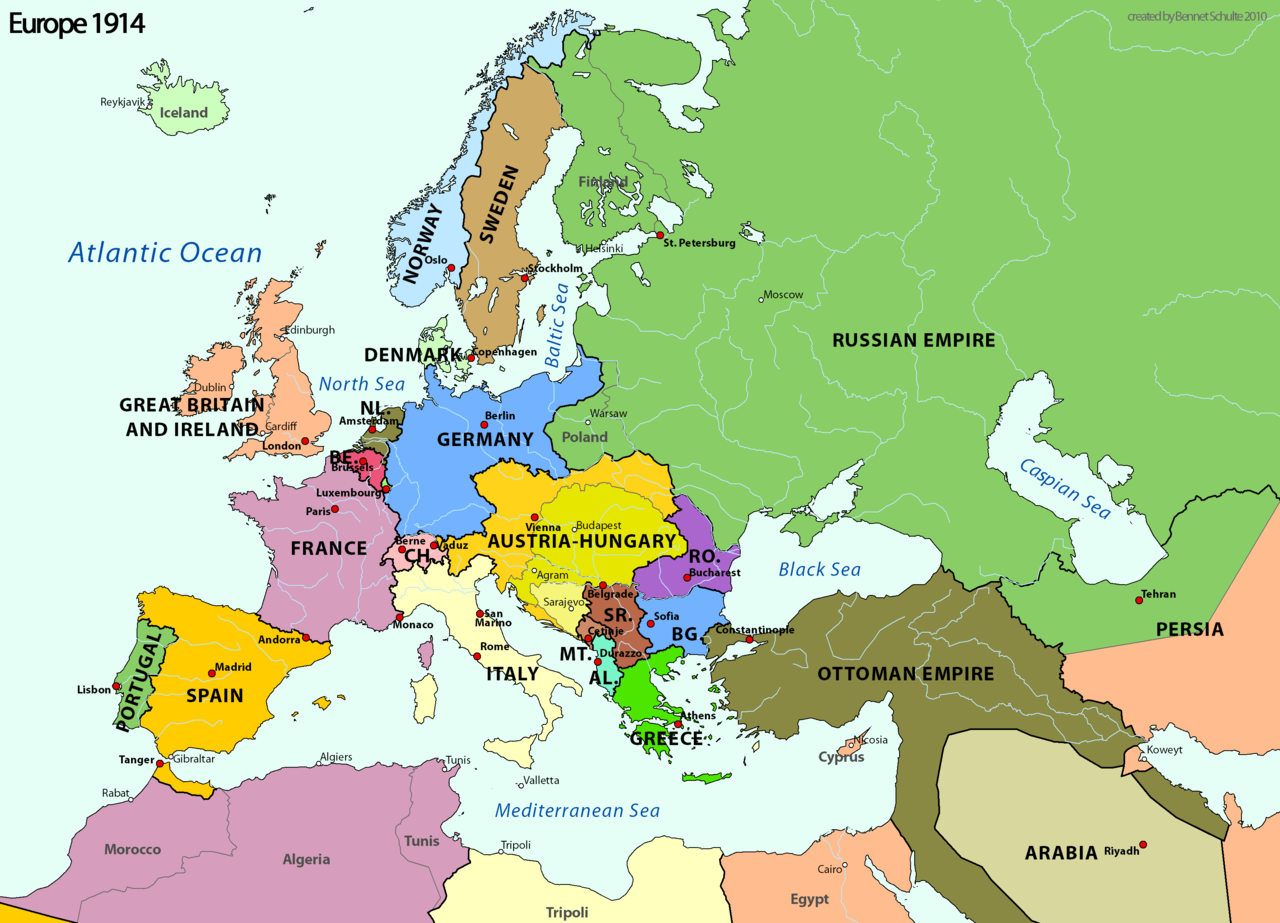 Europe 1914
created by Bennet Schulte 2010
Reykjavik
Iceland
Atlantic Ocean
NORWAY
SWEDEN
Finland
Helsinki
St. Petersburg
Oslo
Stockholm
Moscow
Baltic Sea
RUSSIAN EMPIRE
Edinburgh
DENMARK
Copenhagen
North Sea
Dublin
GREAT BRITAIN
AND IRELAND
Cardiff
London
NL.
Amsterdam
Berlin
GERMANY
Warsaw
Poland
BE.
Brussels
Luxembourg
Paris
FRANCE
Berne
CH.
Vaduz
Vienna
Budapest
AUSTRIA-HUNGARY
Agram
Sarajevo
Belgrade
RO.
Bucharest
Caspian Sea
Black Sea
SR.
Sofia
BG.
Constantinople
Cetinje
MT.
Durazzo
AL.
Monaco
San
Marino
Rome
ITALY
Andorra
Madrid
SPAIN
PORTUGAL
Lisbon
Tehran
PERSIA
OTTOMAN EMPIRE
Athens
GREECE
Nicosia
Cyprus
Koweyt
Tanger
Gibraltar
Algiers
Tunis
Valletta
Rabat
Mediterranean Sea
Morocco
Algeria
Tunis
Tripoli
Tripoli
Cairo
Egypt
ARABIA
Riyadh